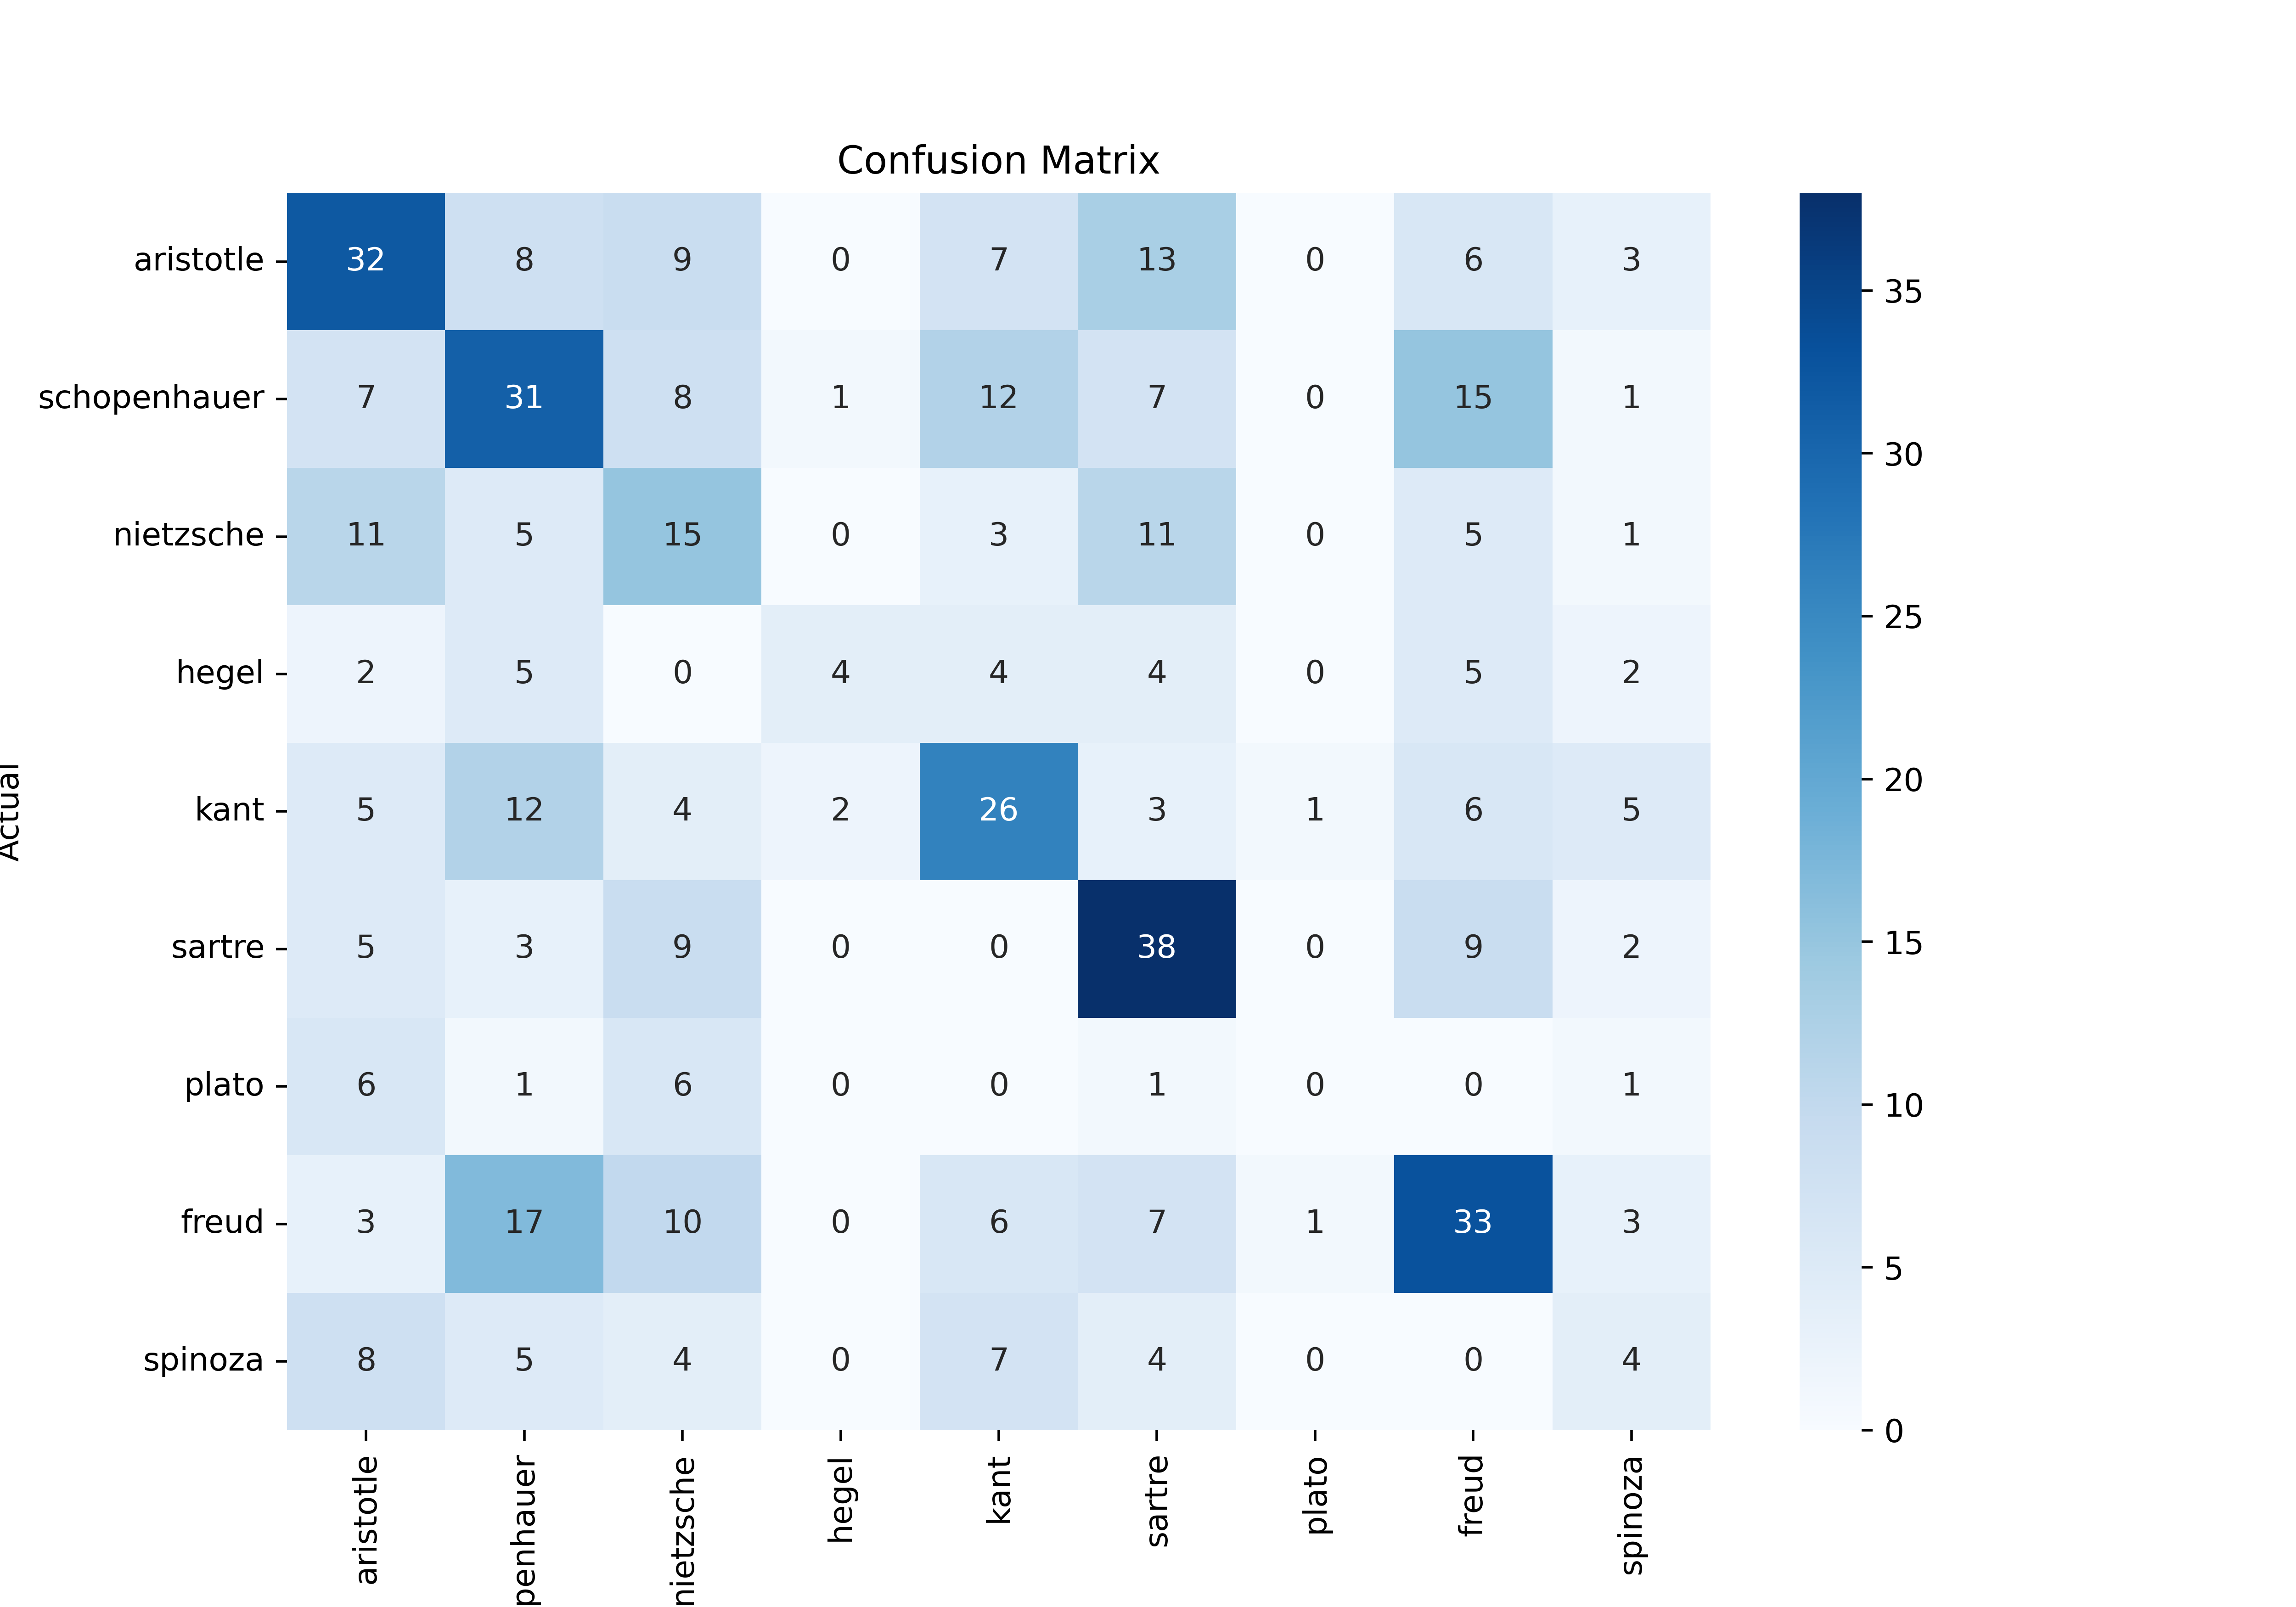 Confusion Matrix
aristotle 32 8 9 0 7 13 0 6 3
schopenhauer 7 31 8 1 12 7 0 15 1
nietzsche 11 5 15 0 3 11 0 5 1
hegel 2 5 0 4 4 4 0 5 2
kant 5 12 4 2 26 3 1 6 5
sartre 5 3 9 0 0 38 0 9 2
plato 6 1 6 0 0 1 0 0 1
freud 3 17 10 0 6 7 1 33 3
spinoza 8 5 4 0 7 4 0 0 4
Actual
aristotle penhauer nietzsche hegel kant sartre plato freud spinoza
35
30
25
20
15
10
5
0